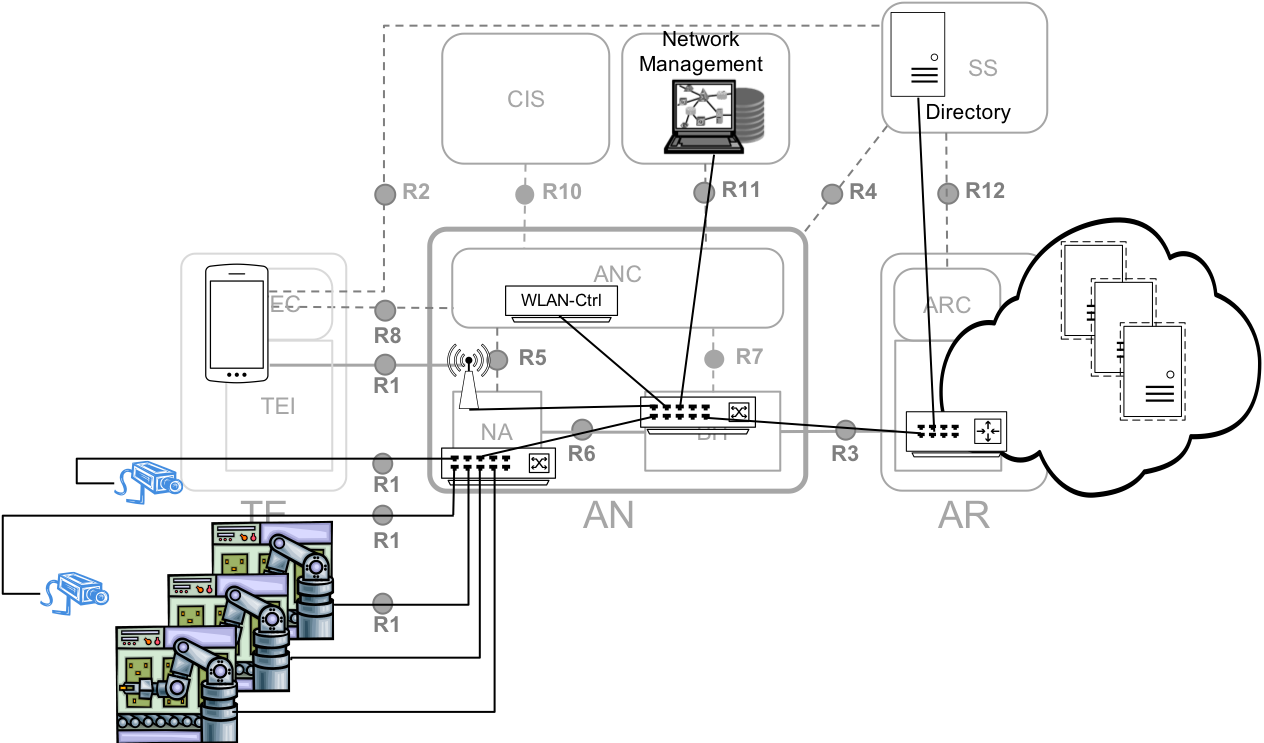 Network
Management
SS
CIS
Directory
R2
R10
R11
R4
R12
ANC
EC
WLAN-Ctrl
ARC
R8
R5
R7
R1
TEI
NA
BH
R6
R3
R1
TE
AN
AR
R1
R1